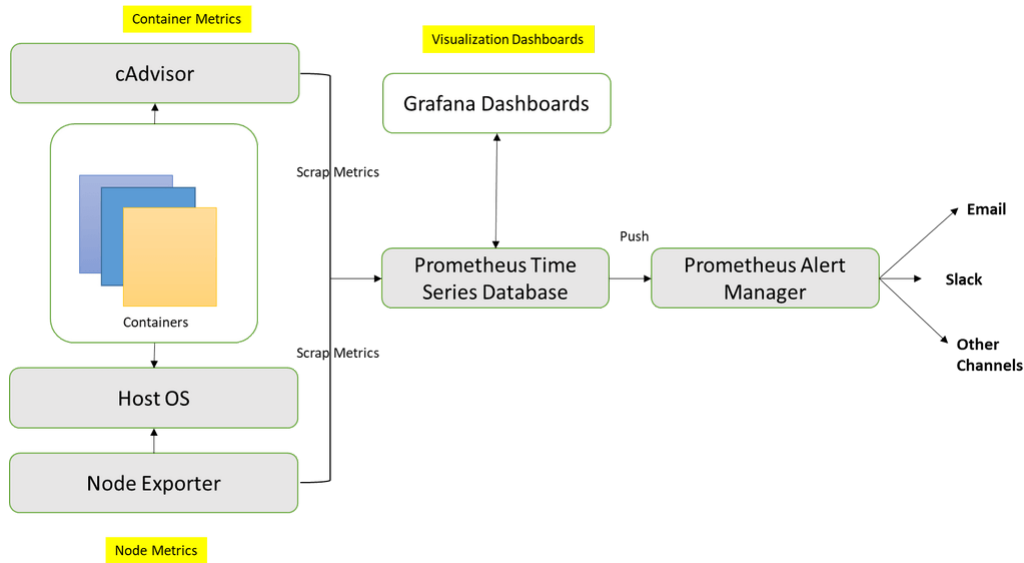 Container Metrics
cAdvisor
Visualization Dashboards
Grafana Dashboards
Scrap Metrics
Containers
Scrap Metrics
Host OS
Node Exporter
Node Metrics
Prometheus Time
Series Database
Push
Prometheus Alert
Manager
Email
Slack
Other
Channels